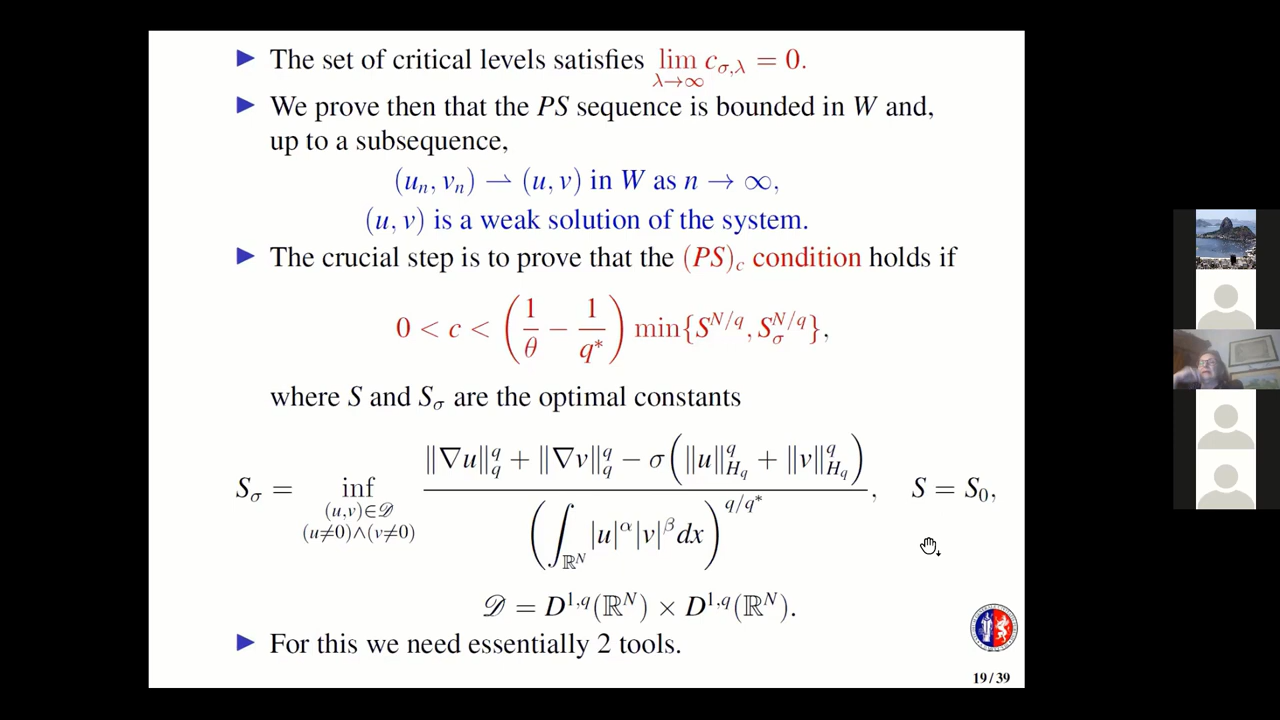 ▶ The set of critical levels satisfies lim_{λ→∞} c_{σ,λ} = 0.
▶ We prove then that the PS sequence is bounded in W and,
up to a subsequence,
(u_n, v_n) ⇀ (u, v) in W as n → ∞,
(u, v) is a weak solution of the system.
▶ The crucial step is to prove that the (PS)_c condition holds if
0 < c < (1/θ − 1/q*) min{S^{N/q}, S_σ^{N/q}},
where S and S_σ are the optimal constants
S_σ = inf_{(u,v)∈𝒟, (u≠0)∧(v≠0)} (‖∇u‖_q^q + ‖∇v‖_q^q − σ(‖u‖_{H_q}^q + ‖v‖_{H_q}^q)) / (∫_{ℝ^N} |u|^α|v|^β dx)^{q/q*}, S = S_0,
𝒟 = D^{1,q}(ℝ^N) × D^{1,q}(ℝ^N).
▶ For this we need essentially 2 tools.
19 / 39